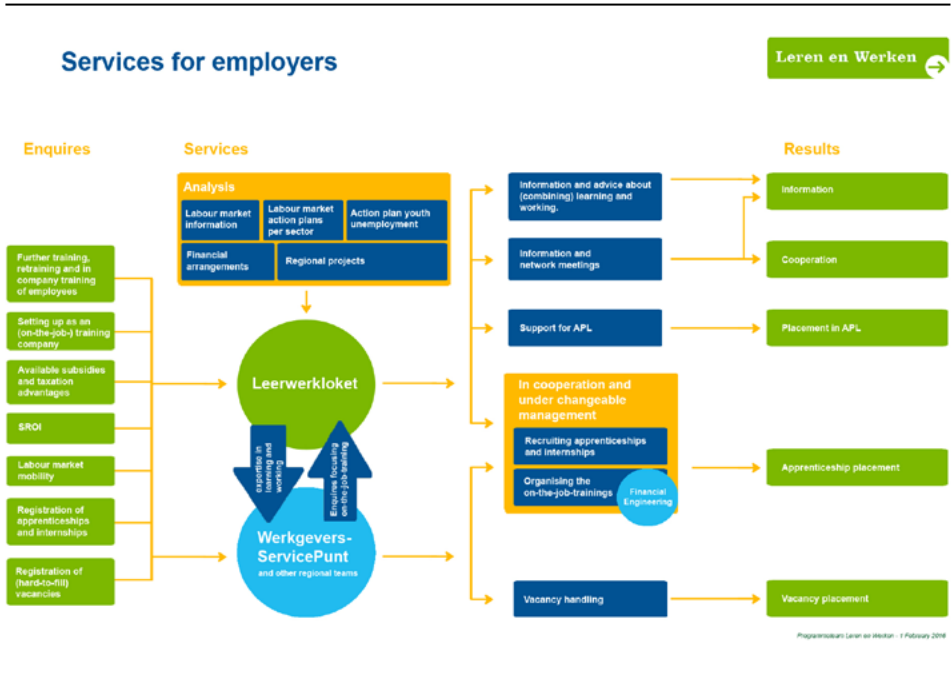 Services for employers
Leren en Werken
Enquires
Services
Results
Analysis
Labour market
information
Labour market
action plans
per sector
Action plan youth
unemployment
Financial
arrangements
Regional projects
Further training,
retraining and in
company training
of employees
Setting up as an
(on-the-job-) training
company
Available subsidies
and taxation
advantages
SROI
Labour market
mobility
Registration of
apprenticeships
and internships
Registration of
(hard-to-fill)
vacancies
Leerwerkloket
expertise in
learning and
working
Enquires focusing
on-the-job-training
Werkgevers-
ServicePunt
and other regional teams
Information and advice about
(combining) learning and
working.
Information and
network meetings
Support for APL
In cooperation and
under changeable
management
Recruiting apprenticeships
and internships
Organising the
on-the-job-trainings
Financial
Engineering
Vacancy handling
Information
Cooperation
Placement in APL
Apprenticeship placement
Vacancy placement
Leren en Werken - 1 February 2016